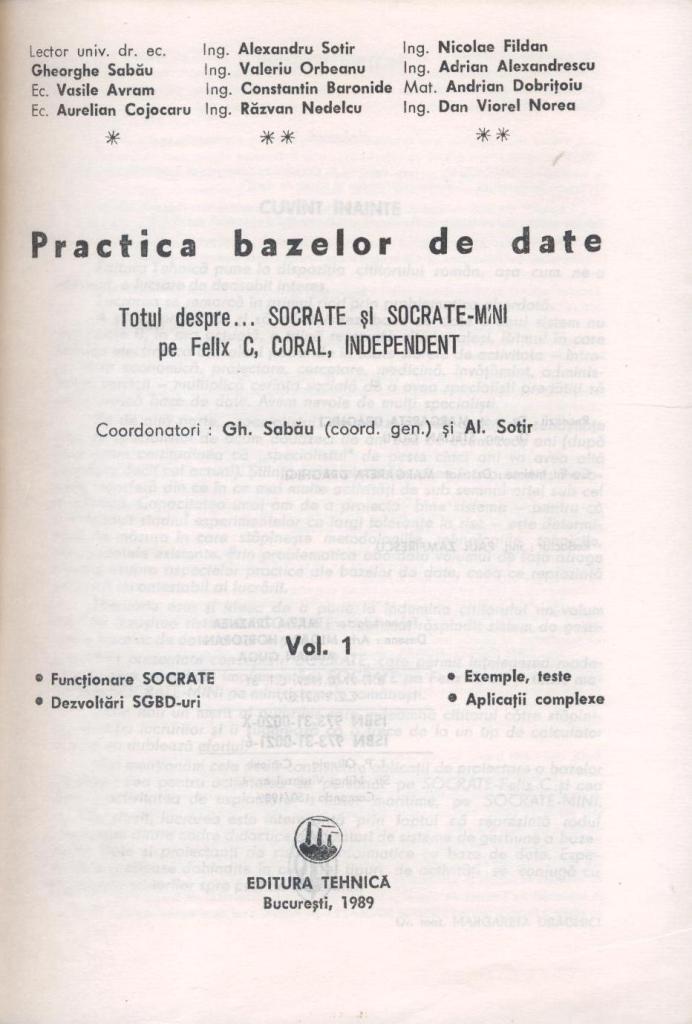 Lector univ. dr. ec.
Gheorghe Sabău
Ec. Vasile Avram
Ec. Aurelian Cojocaru
*
Ing. Alexandru Sotir
Ing. Valeriu Orbeanu
Ing. Constantin Baronide
Ing. Răzvan Nedelcu
* *
Ing. Nicolae Fildan
Ing. Adrian Alexandrescu
Mat. Andrian Dobrițoiu
Ing. Dan Viorel Norea
* *
Practica bazelor de date
Totul despre... SOCRATE și SOCRATE-MINI
pe Felix C, CORAL, INDEPENDENT
Coordonatori : Gh. Sabău (coord. gen.) și Al. Sotir
Vol. 1
• Funcționare SOCRATE
• Dezvoltări SGBD-uri
• Exemple, teste
• Aplicații complexe
EDITURA TEHNICĂ
București, 1989